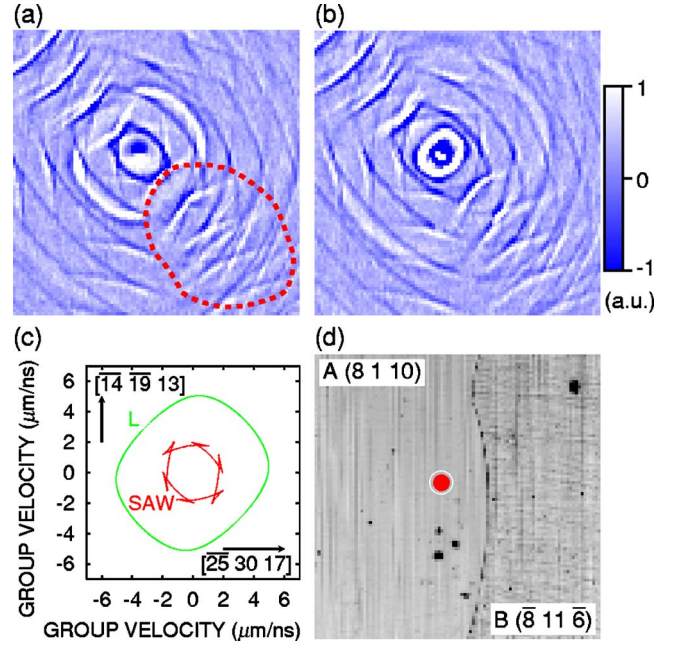 (a)
(b)
1
0
-1
(a.u.)
(c)
(d)
[1̅4̅ 1̅9̅ 13]
L
SAW
[2̅5̅ 30 17]
6
4
2
0
-2
-4
-6
-6 -4 -2 0 2 4 6
GROUP VELOCITY (μm/ns)
GROUP VELOCITY (μm/ns)
A (8 1 10)
B (8̅ 11 6̅)